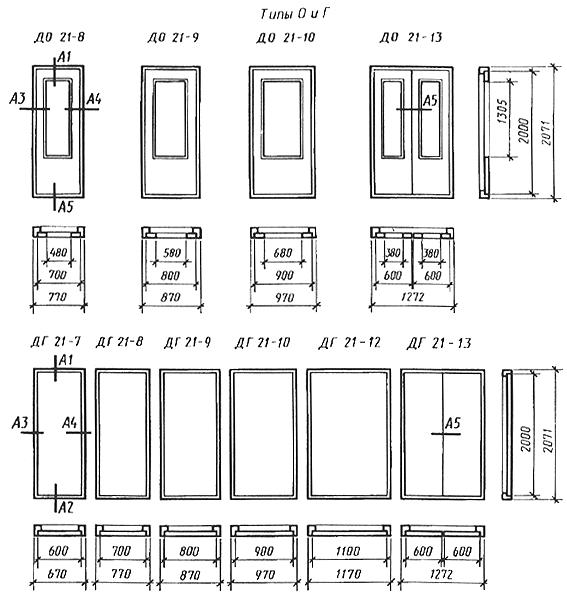 Типы О и Г
ДО 21-8 ДО 21-9 ДО 21-10 ДО 21-13
А1
А3 А4 А5
А5
1305 2000 2071
480 580 680 380 380
700 800 900 600 600
770 870 970 1272
ДГ 21-7 ДГ 21-8 ДГ 21-9 ДГ 21-10 ДГ 21-12 ДГ 21-13
А1
А3 А4 А5
А2
2000 2071
600 700 800 900 1100 600 600
670 770 870 970 1170 1272